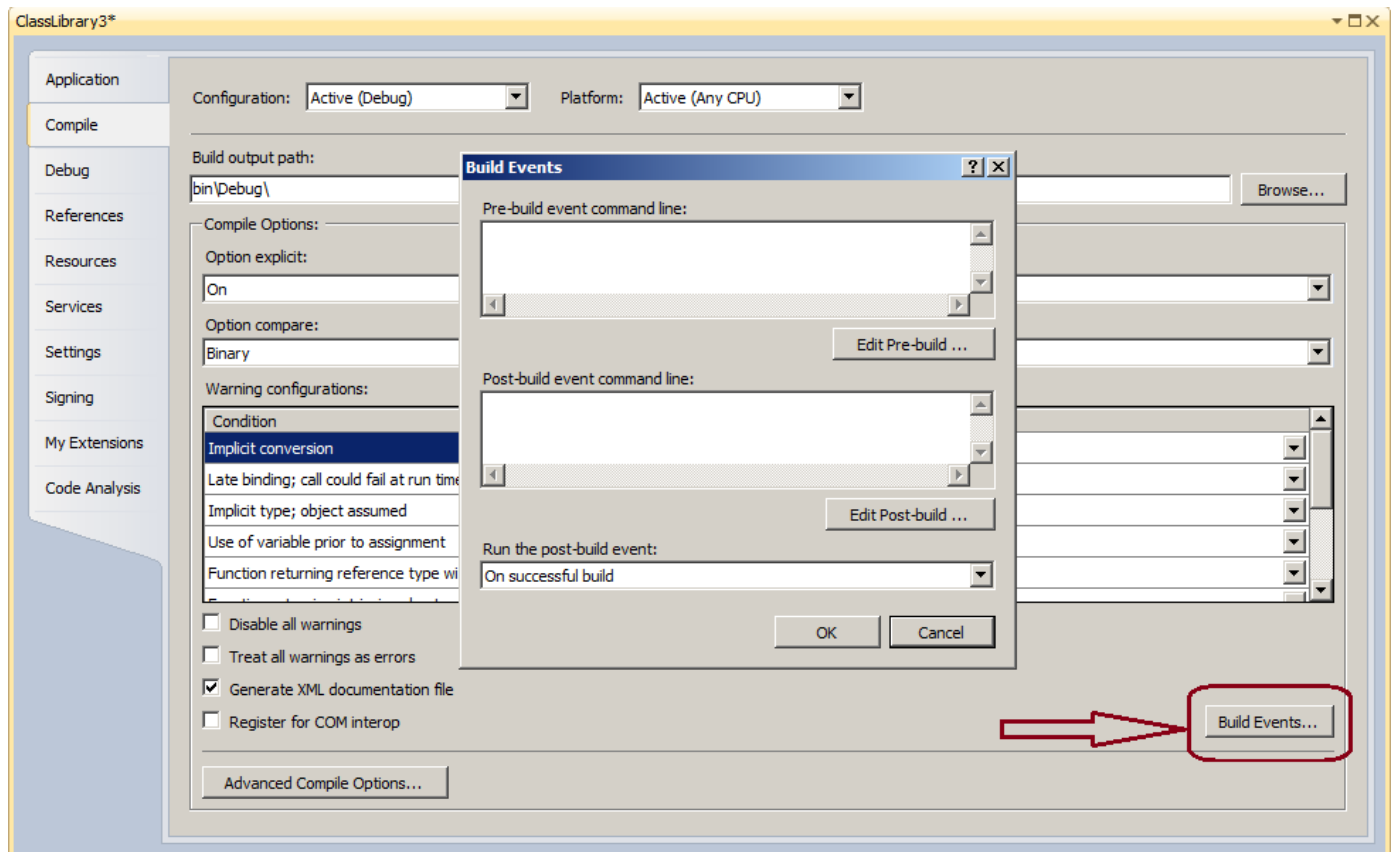 ClassLibrary3*
Application
Compile
Debug
References
Resources
Services
Settings
Signing
My Extensions
Code Analysis
Configuration: Active (Debug) Platform: Active (Any CPU)
Build output path:
bin\Debug\ Browse...
Compile Options:
Option explicit:
On
Option compare:
Binary
Warning configurations:
Condition
Implicit conversion
Late binding; call could fail at run time
Implicit type; object assumed
Use of variable prior to assignment
Function returning reference type wi
Disable all warnings
Treat all warnings as errors
Generate XML documentation file
Register for COM interop
Build Events...
Advanced Compile Options...
Build Events
Pre-build event command line:
Edit Pre-build ...
Post-build event command line:
Edit Post-build ...
Run the post-build event:
On successful build
OK Cancel